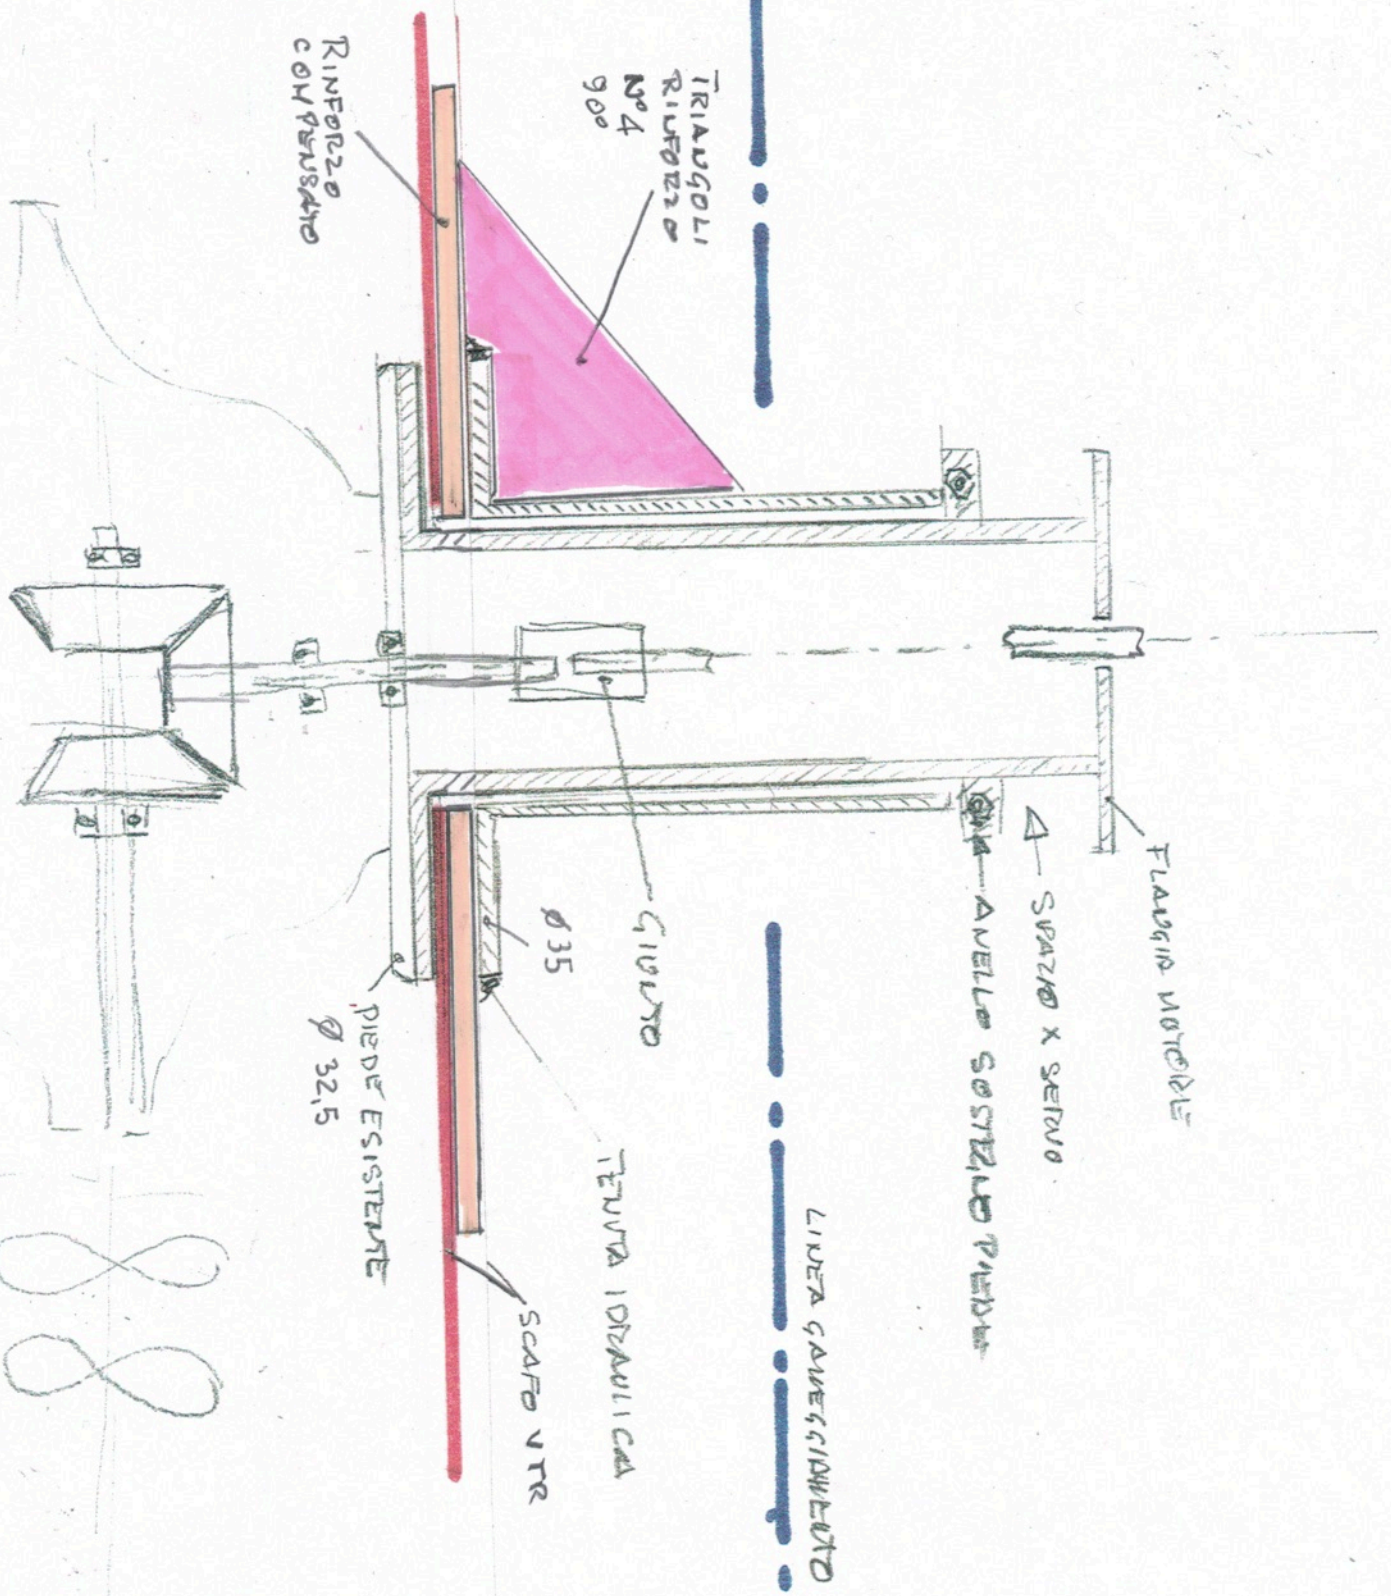 FLANGIA MOTORE
◁— SPAZIO X SERVO
ANELLO SOSTEGNO PIEDE
LINEA GALLEGGIAMENTO
TRIANGOLI
RINFORZO
N° 4
90°
GIUNTO
Ø 35
TENUTA IDRAULICA
SCAFO VTR
RINFORZO
COMPENSATO
PIEDE ESISTENTE
Ø 32,5